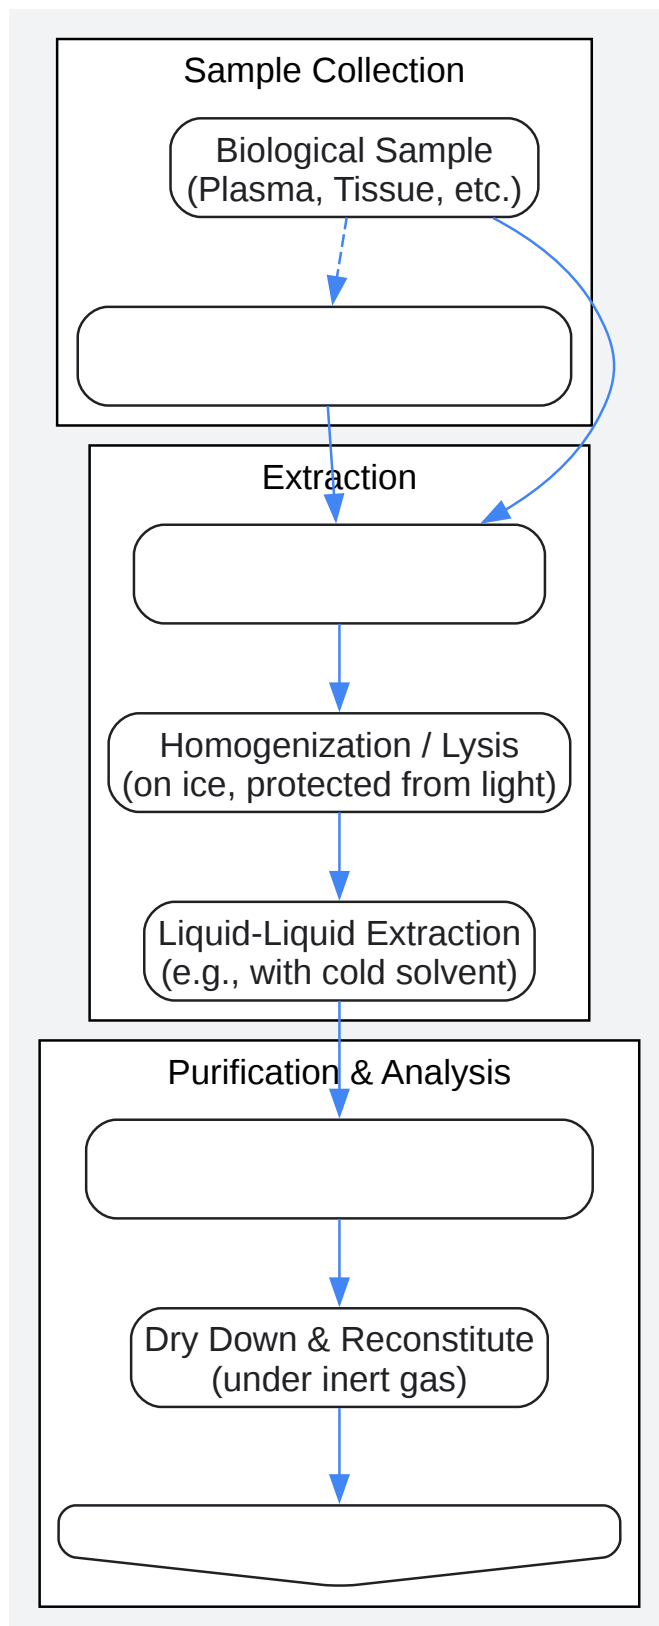 Sample Collection
Biological Sample
(Plasma, Tissue, etc.)
Extraction
Homogenization / Lysis
(on ice, protected from light)
Liquid-Liquid Extraction
(e.g., with cold solvent)
Purification & Analysis
Dry Down & Reconstitute
(under inert gas)